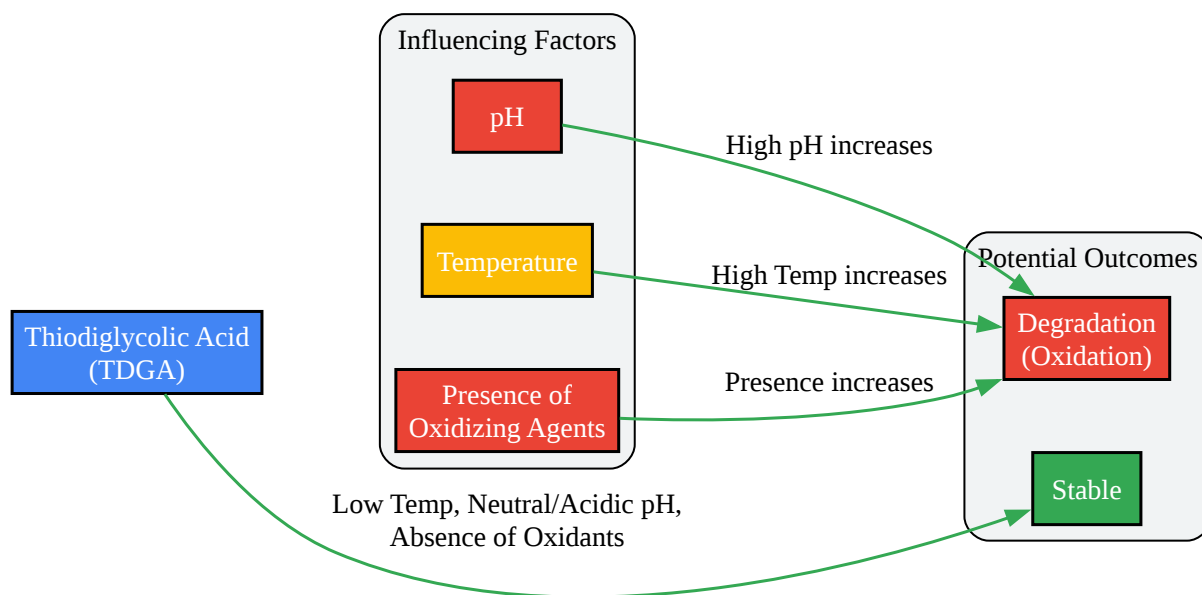 Influencing Factors
pH
High pH increases
Temperature
High Temp increases
Potential Outcomes
Thiodiglycolic Acid
(TDGA)
Degradation
(Oxidation)
Presence of
Oxidizing Agents
Presence increases
Stable
Low Temp, Neutral/Acidic pH,
Absence of Oxidants